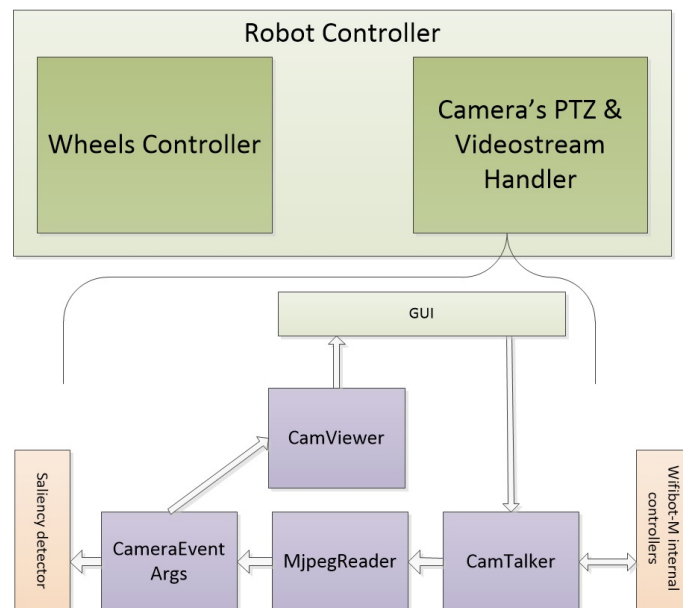 Robot Controller
Wheels Controller
Camera's PTZ &
Videostream
Handler
GUI
CamViewer
Saliency
detector
CameraEvent
Args
MjpegReader
CamTalker
Wifibot-M internal
controllers